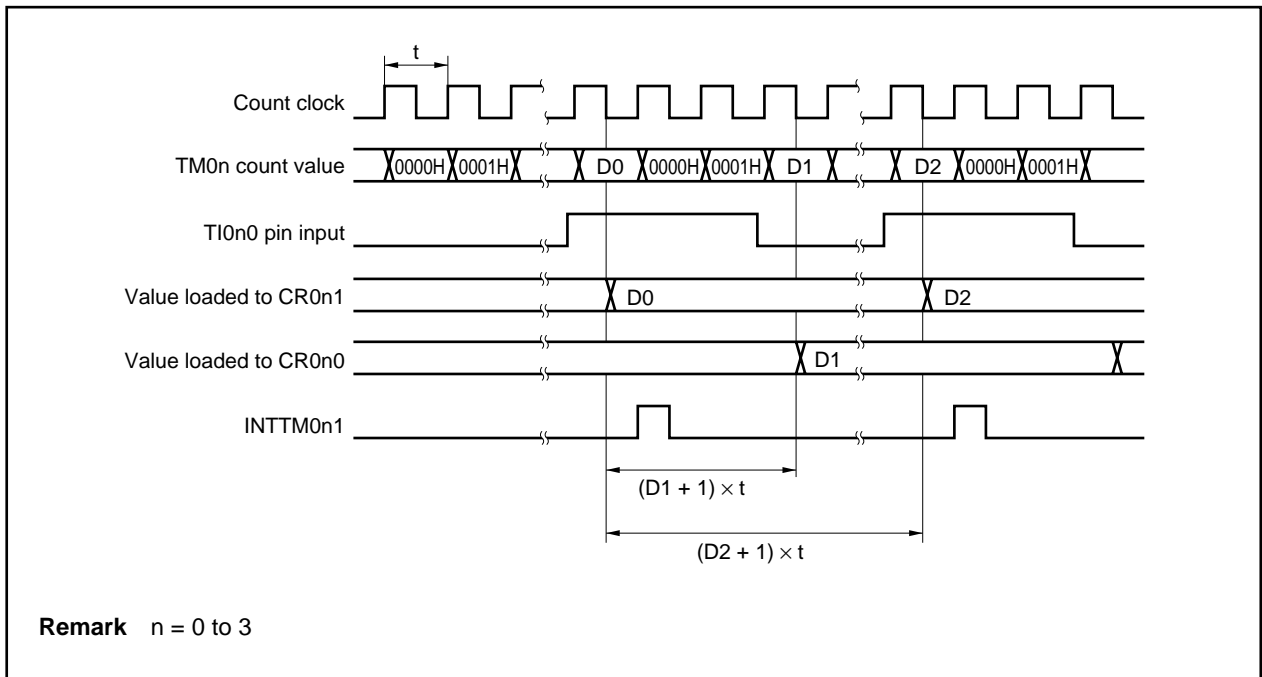 t
Count clock
TM0n count value 0000H 0001H D0 0000H 0001H D1 D2 0000H 0001H
TI0n0 pin input
Value loaded to CR0n1 D0 D2
Value loaded to CR0n0 D1
INTTM0n1
(D1 + 1) × t
(D2 + 1) × t
Remark n = 0 to 3